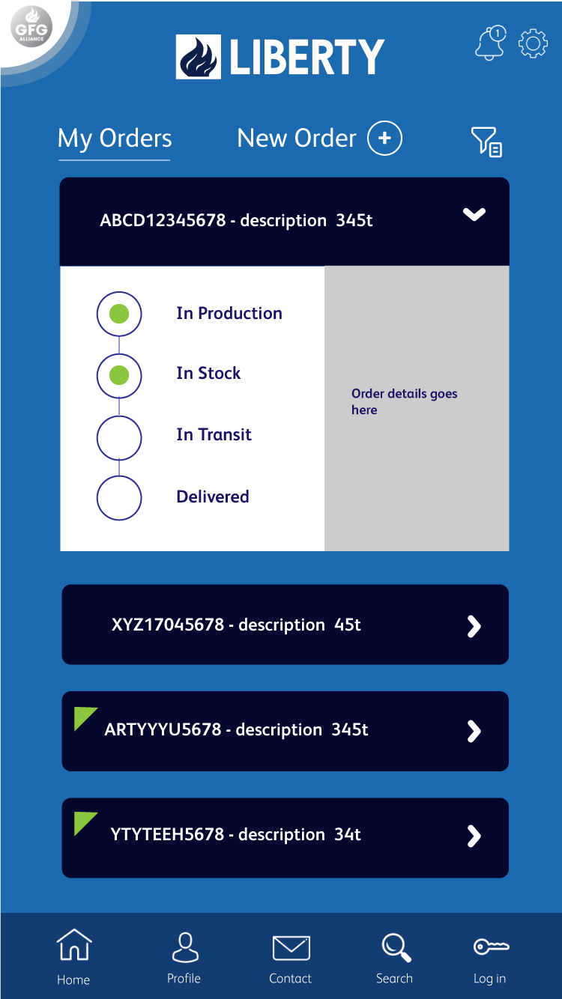 GFG
ALLIANCE
LIBERTY
1
My Orders
New Order +
ABCD12345678 - description 345t
In Production
In Stock
In Transit
Delivered
Order details goes
here
XYZ17045678 - description 45t
ARTYYYU5678 - description 345t
YTYTEEH5678 - description 34t
Home
Profile
Contact
Search
Log in